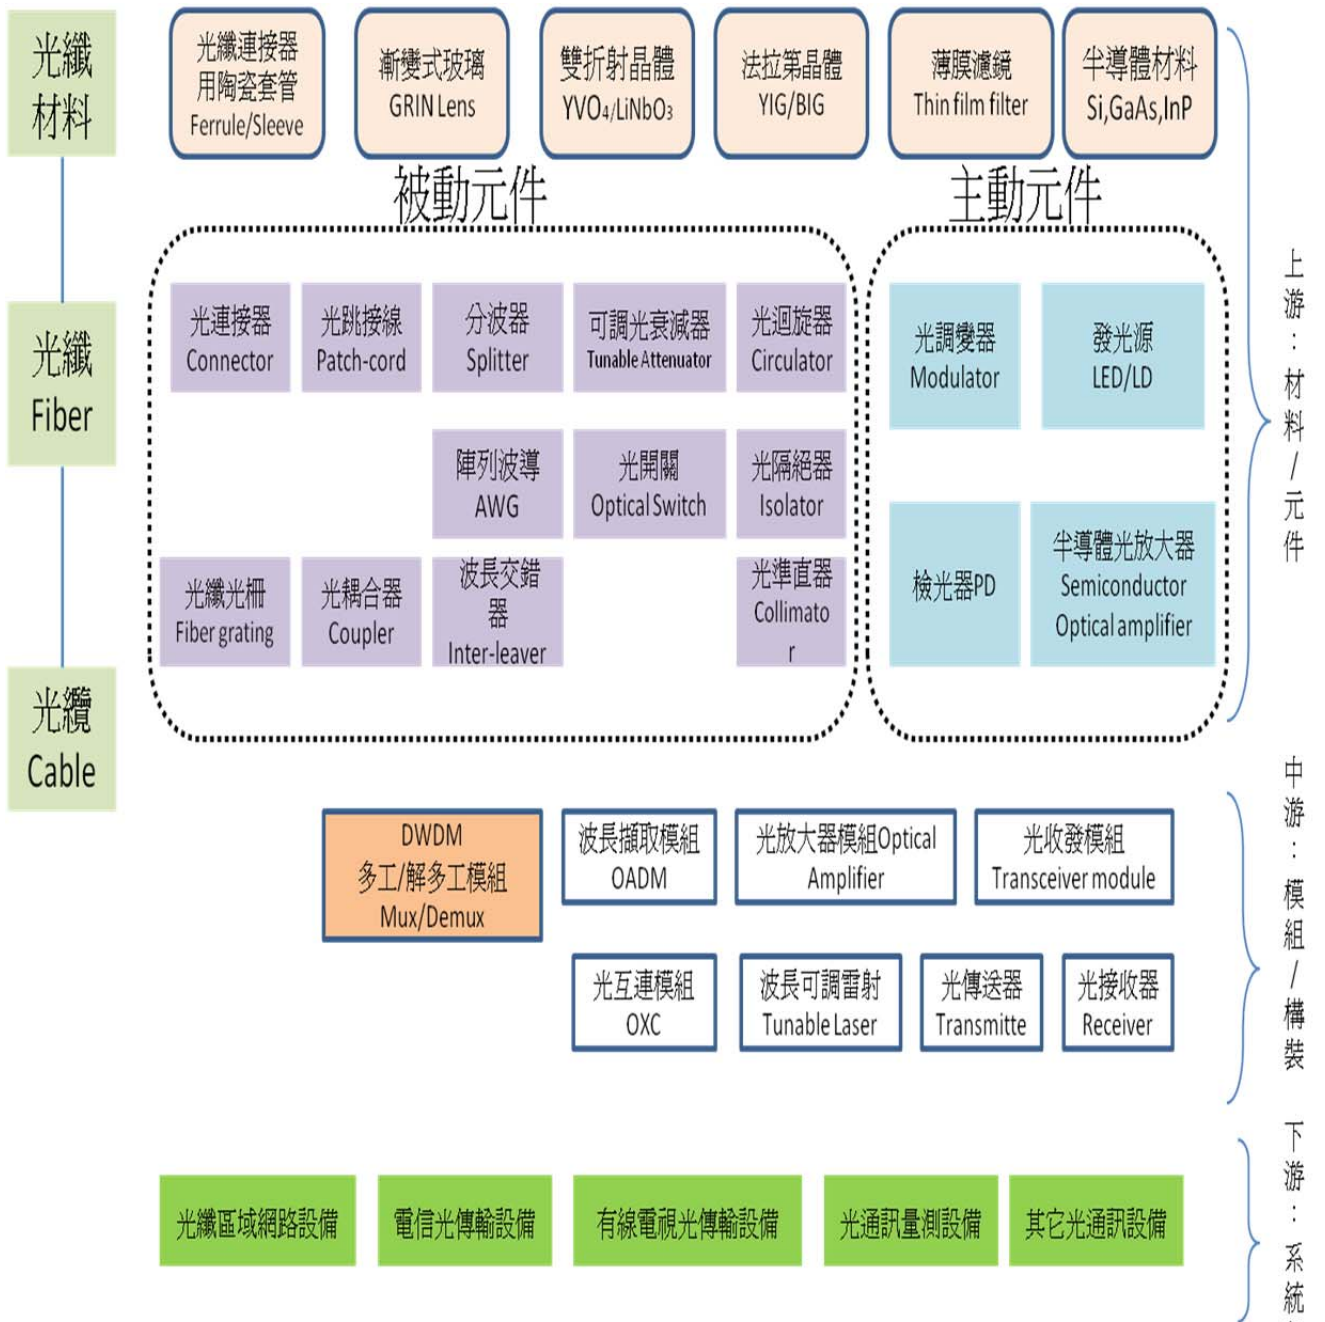 光纖
材料
光纖連接器
用陶瓷套管
Ferrule/Sleeve
漸變式玻璃
GRIN Lens
雙折射晶體
YVO4/LiNbO3
法拉第晶體
YIG/BIG
薄膜濾鏡
Thin film filter
半導體材料
Si,GaAs,InP
被動元件
主動元件
光纖
Fiber
光連接器
Connector
光跳接線
Patch-cord
分波器
Splitter
可調光衰減器
Tunable Attenuator
光迴旋器
Circulator
光調變器
Modulator
發光源
LED/LD
陣列波導
AWG
光開關
Optical Switch
光隔絕器
Isolator
光纖光柵
Fiber grating
光耦合器
Coupler
波長交錯
器
Inter-leaver
光準直器
Collimato
r
檢光器PD
半導體光放大器
Semiconductor
Optical amplifier
上游：材料/元件
光纜
Cable
DWDM
多工/解多工模組
Mux/Demux
波長擷取模組
OADM
光放大器模組Optical
Amplifier
光收發模組
Transceiver module
光互連模組
OXC
波長可調雷射
Tunable Laser
光傳送器
Transmitte
光接收器
Receiver
中游：模組/構裝
光纖區域網路設備
電信光傳輸設備
有線電視光傳輸設備
光通訊量測設備
其它光通訊設備
下游：系統